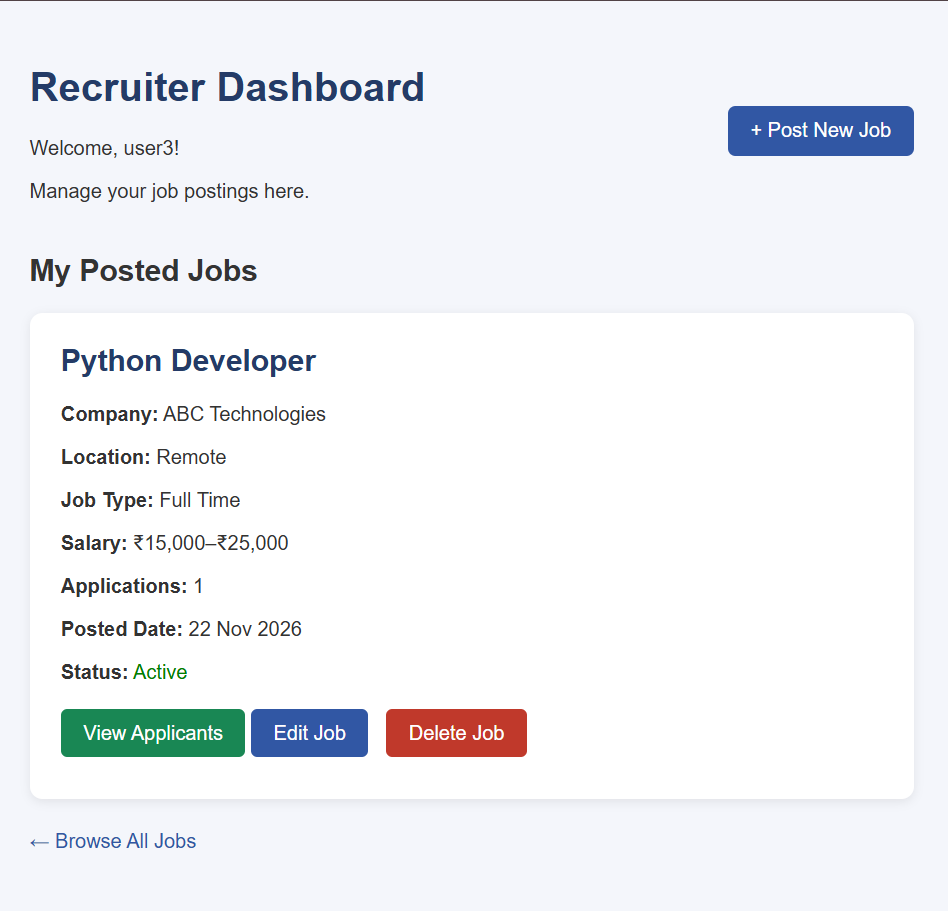 Recruiter Dashboard
+ Post New Job
Welcome, user3!
Manage your job postings here.
My Posted Jobs
Python Developer
Company: ABC Technologies
Location: Remote
Job Type: Full Time
Salary: ₹15,000–₹25,000
Applications: 1
Posted Date: 22 Nov 2026
Status: Active
View Applicants Edit Job Delete Job
← Browse All Jobs